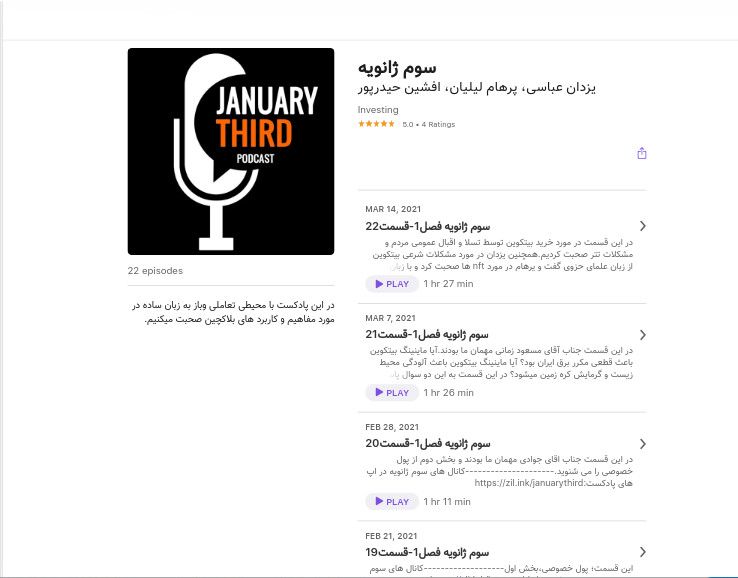 JANUARY
THIRD
PODCAST
22 episodes
در این پادکست با محیطی تعاملی وباز به زبان ساده در
مورد مفاهیم و کاربرد های بلاکچین صحبت میکنیم.
سوم ژانویه
یزدان عباسی، پرهام لیلیان، افشین حیدرپور
Investing
★★★★★ 5.0 • 4 Ratings
MAR 14, 2021
سوم ژانویه فصل1-قسمت22
در این قسمت در مورد خرید بیتکوین توسط تسلا و اقبال عمومی مردم و
مشکلات تتر صحبت کردیم.همچنین یزدان در مورد مشکلات شرعی بیتکوین
از زبان علمای حزوی گفت و پرهام در مورد nft ها صحبت کرد و با زبان
PLAY 1 hr 27 min
MAR 7, 2021
سوم ژانویه فصل1-قسمت21
در این قسمت جناب آقای مسعود زمانی مهمان ما بودند.آیا ماینینگ بیتکوین
باعث قطعی مکرر برق ایران بود؟ آیا ماینینگ بیتکوین باعث آلودگی محیط
زیست و گرمایش کره زمین میشود؟ در این قسمت به این دو سوال
PLAY 1 hr 26 min
FEB 28, 2021
سوم ژانویه فصل1-قسمت20
در این قسمت جناب اقای جوادی مهمان ما بودند و بخش دوم از پول
خصوصی را می شنوید.---------------------کانال های سوم ژانویه در اپ
های پادکست:https://zil.ink/januarythird
PLAY 1 hr 11 min
FEB 21, 2021
سوم ژانویه فصل1-قسمت19
این قسمت؛ پول خصوصی،بخش اول-------------------کانال های سوم